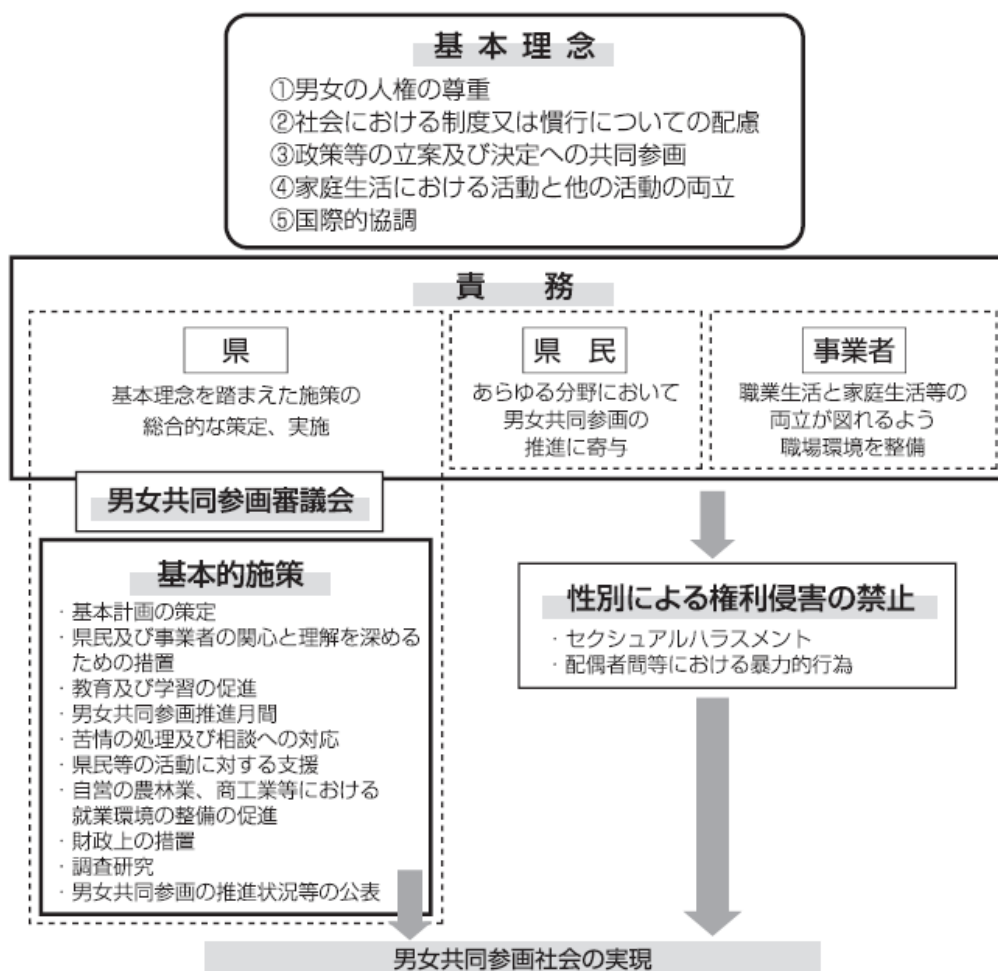 基本理念
①男女の人権の尊重
②社会における制度又は慣行についての配慮
③政策等の立案及び決定への共同参画
④家庭生活における活動と他の活動の両立
⑤国際的協調
責　務
県
基本理念を踏まえた施策の
総合的な策定、実施
県　民
あらゆる分野において
男女共同参画の
推進に寄与
事業者
職業生活と家庭生活等の
両立が図れるよう
職場環境を整備
男女共同参画審議会
基本的施策
・基本計画の策定
・県民及び事業者の関心と理解を深める
ための措置
・教育及び学習の促進
・男女共同参画推進月間
・苦情の処理及び相談への対応
・県民等の活動に対する支援
・自営の農林業、商工業等における
就業環境の整備の促進
・財政上の措置
・調査研究
・男女共同参画の推進状況等の公表
性別による権利侵害の禁止
・セクシュアルハラスメント
・配偶者間等における暴力的行為
男女共同参画社会の実現